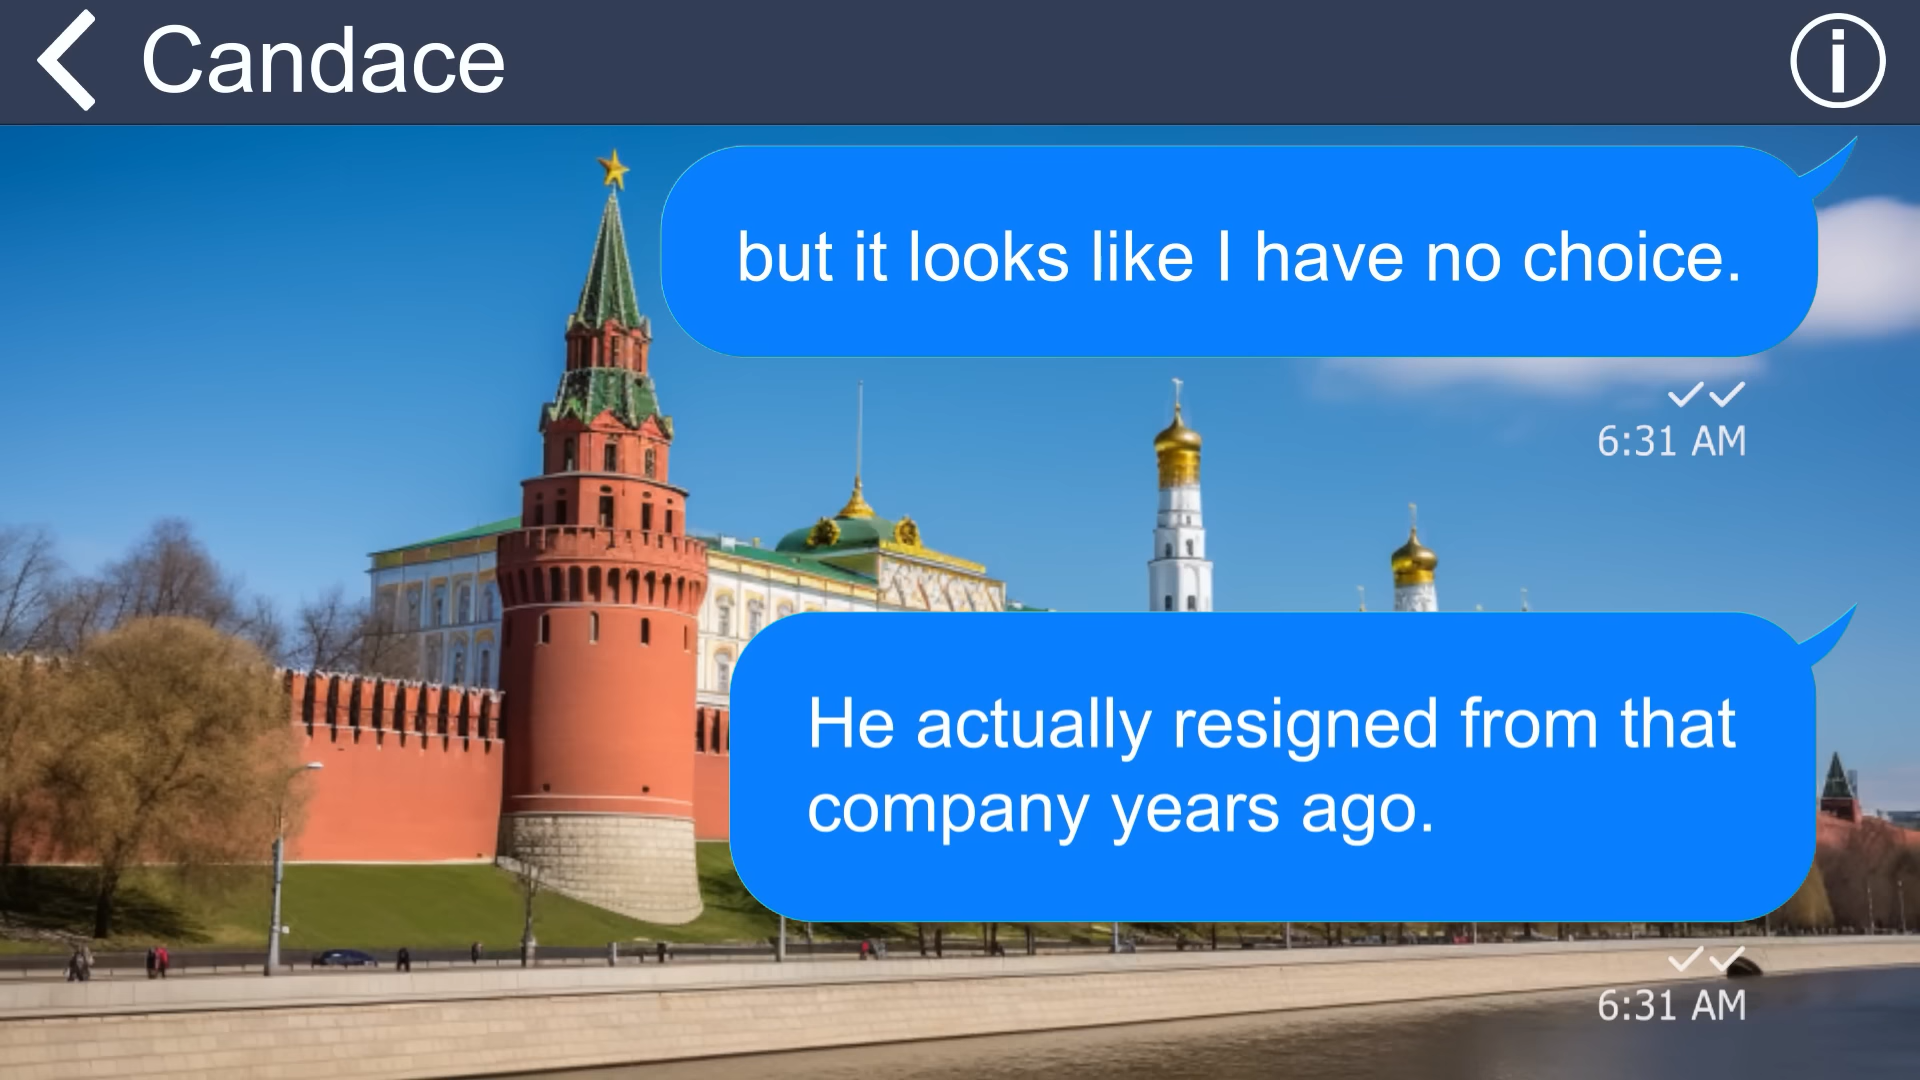 Candace
but it looks like I have no choice.
6:31 AM
He actually resigned from that
company years ago.
6:31 AM